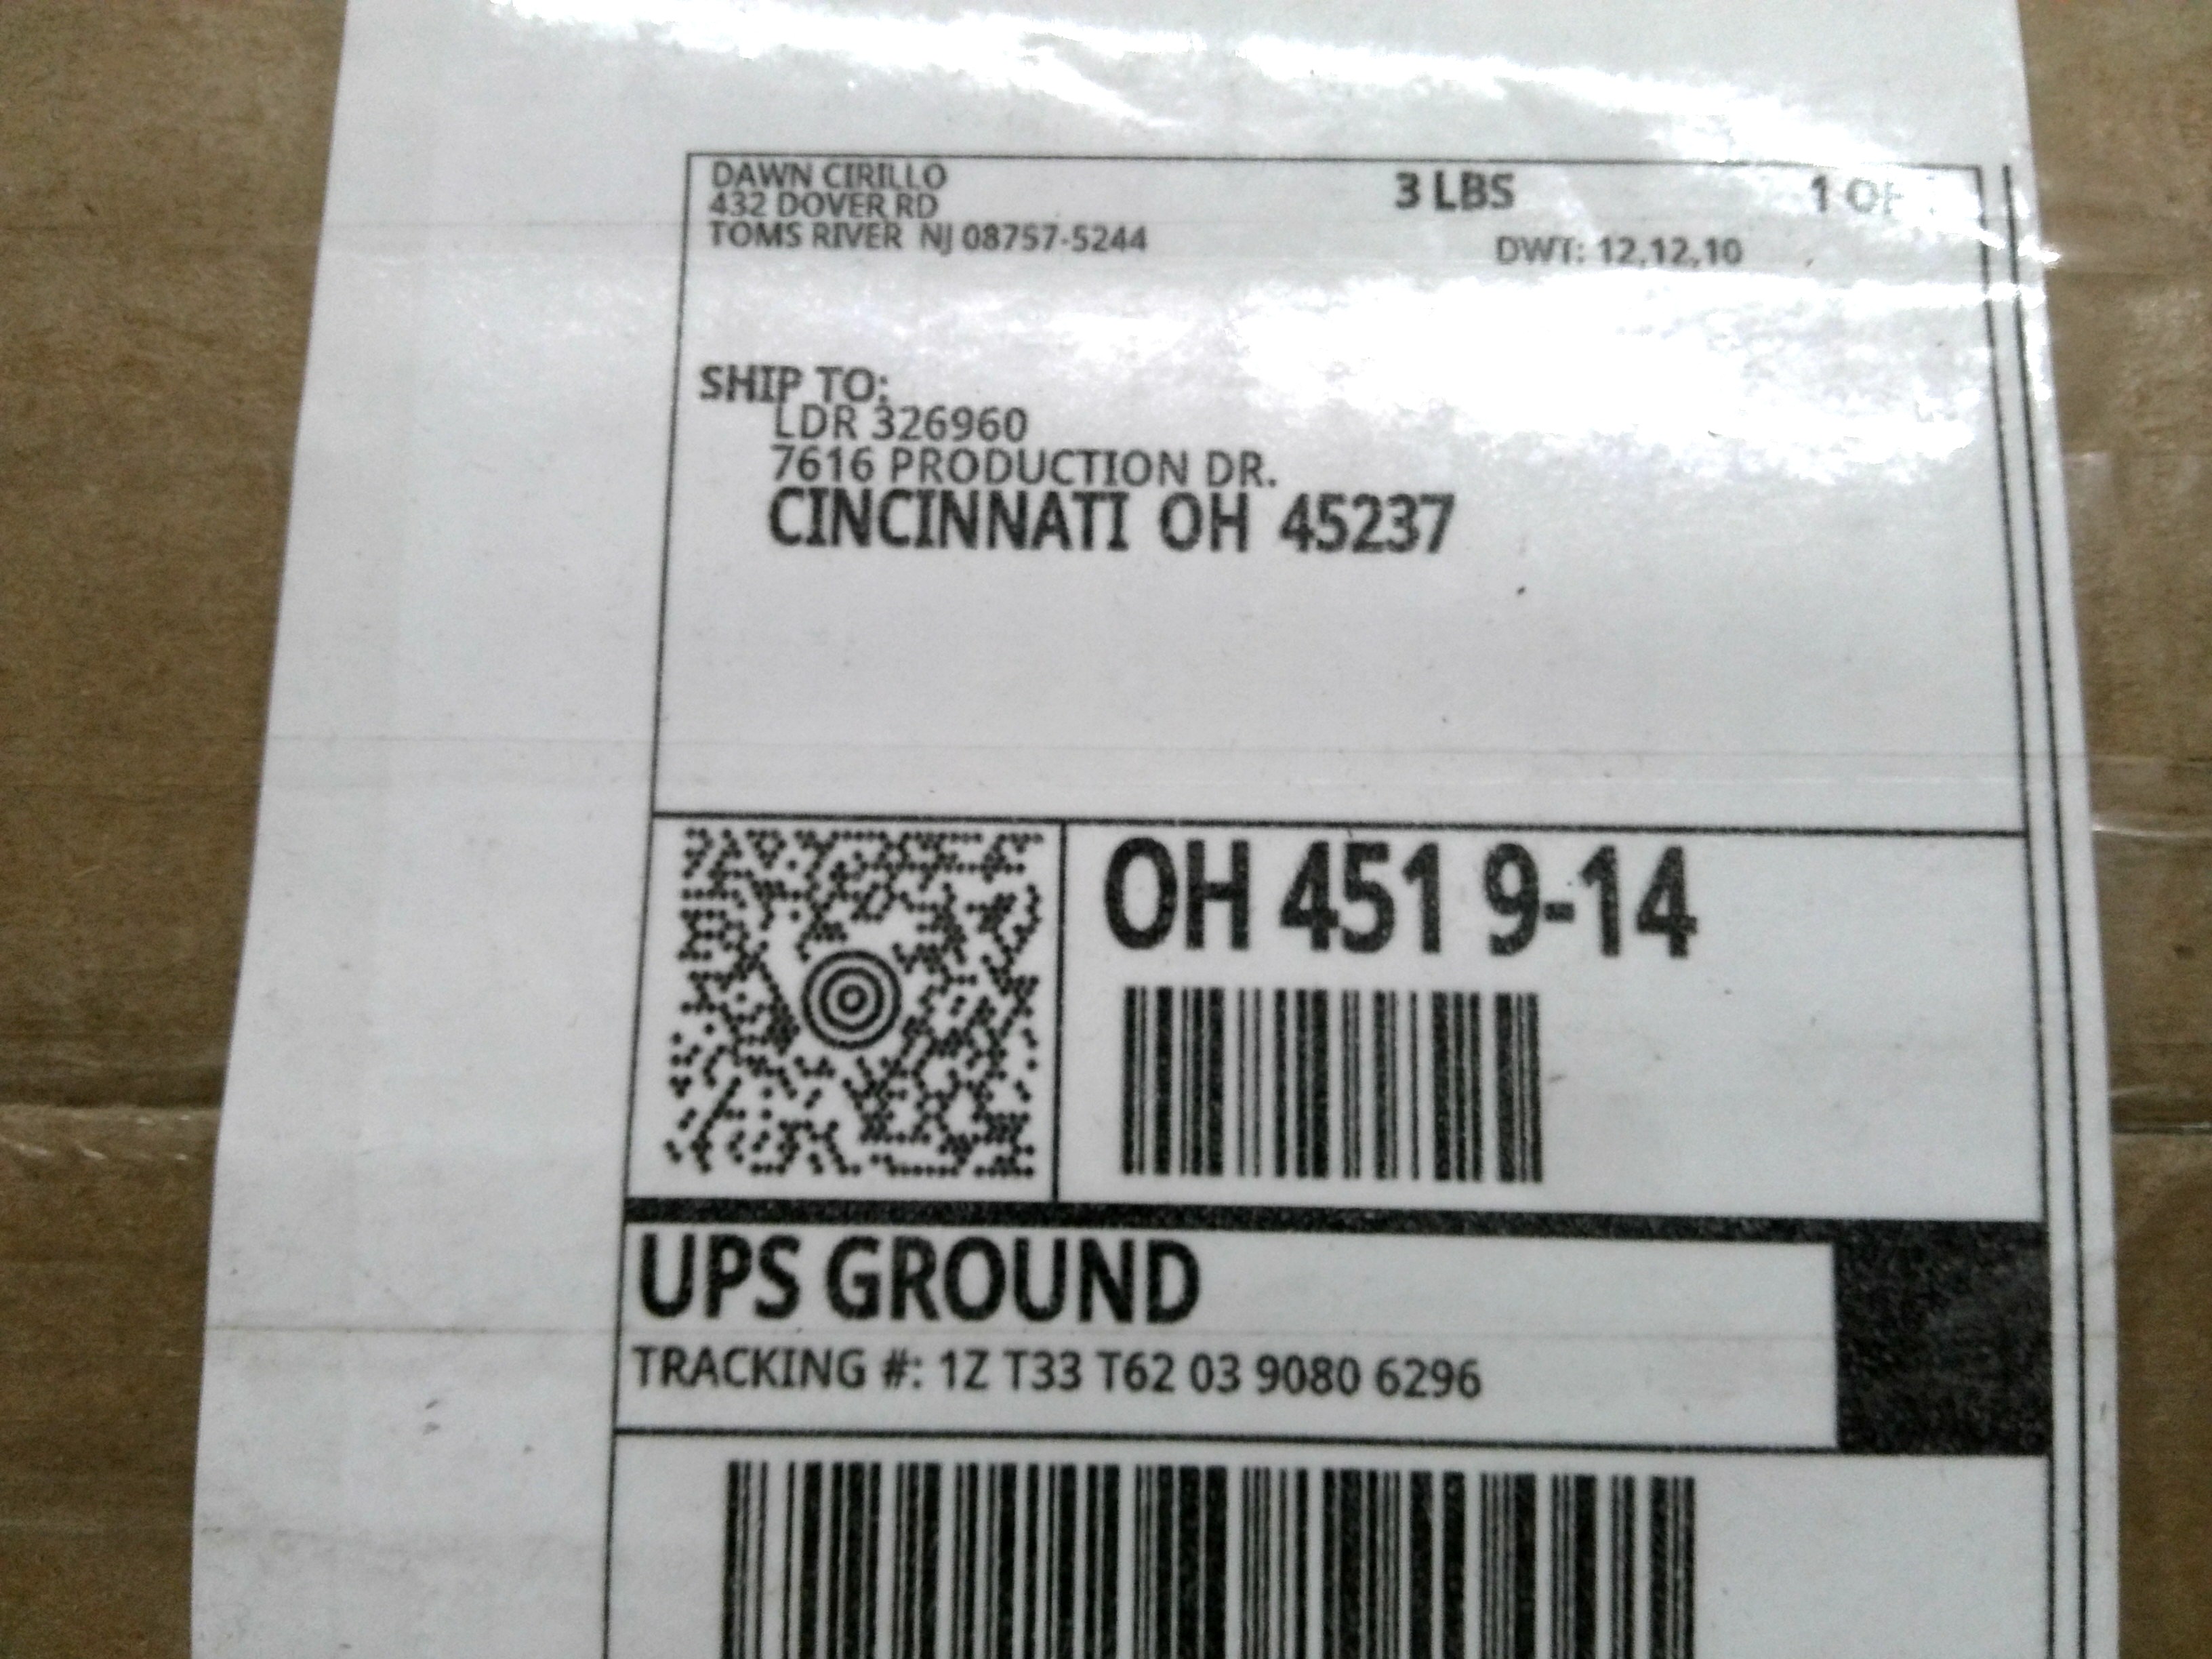 DAWN CIRILLO
432 DOVER RD
TOMS RIVER NJ 08757-5244
3 LBS
1 OF
DWT: 12,12,10
SHIP TO:
LDR 326960
7616 PRODUCTION DR.
CINCINNATI OH 45237
OH 451 9-14
UPS GROUND
TRACKING #: 1Z T33 T62 03 9080 6296